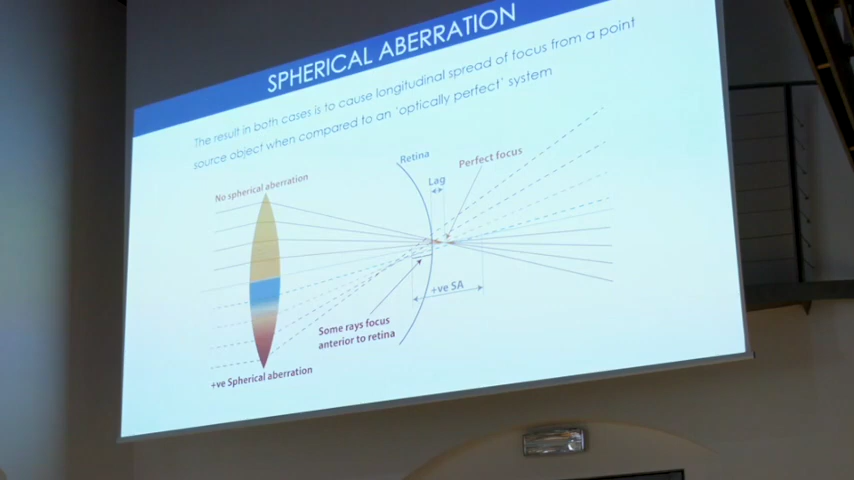 SPHERICAL ABERRATION
The result in both cases is to cause longitudinal spread of focus from a point
source object when compared to an 'optically perfect' system
No spherical aberration
Retina
Lag
Perfect focus
+ve SA
Some rays focus
anterior to retina
+ve Spherical aberration